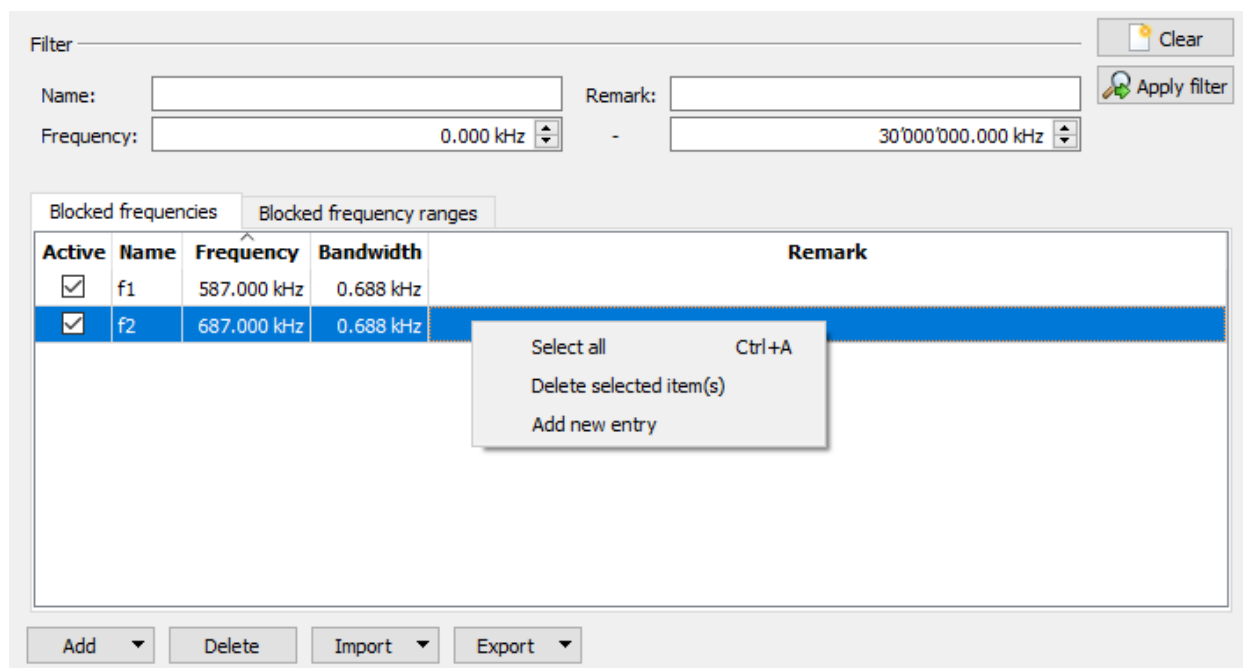 Filter
Clear
Name:
Remark:
Apply filter
Frequency: 0.000 kHz - 30'000'000.000 kHz
Blocked frequencies Blocked frequency ranges
Active Name Frequency Bandwidth Remark
f1 587.000 kHz 0.688 kHz
f2 687.000 kHz 0.688 kHz
Select all Ctrl+A
Delete selected item(s)
Add new entry
Add Delete Import Export